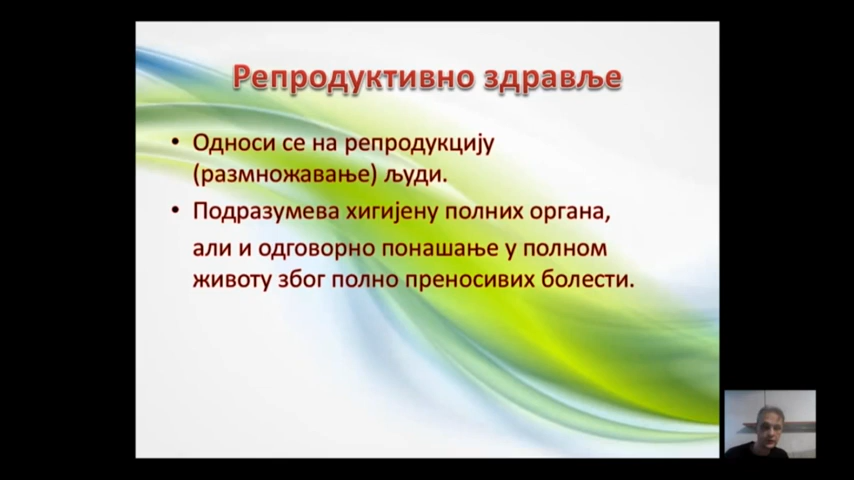 Репродуктивно здравље
• Односи се на репродукцију
(размножавање) људи.
• Подразумева хигијену полних органа,
али и одговорно понашање у полном
животу због полно преносивих болести.